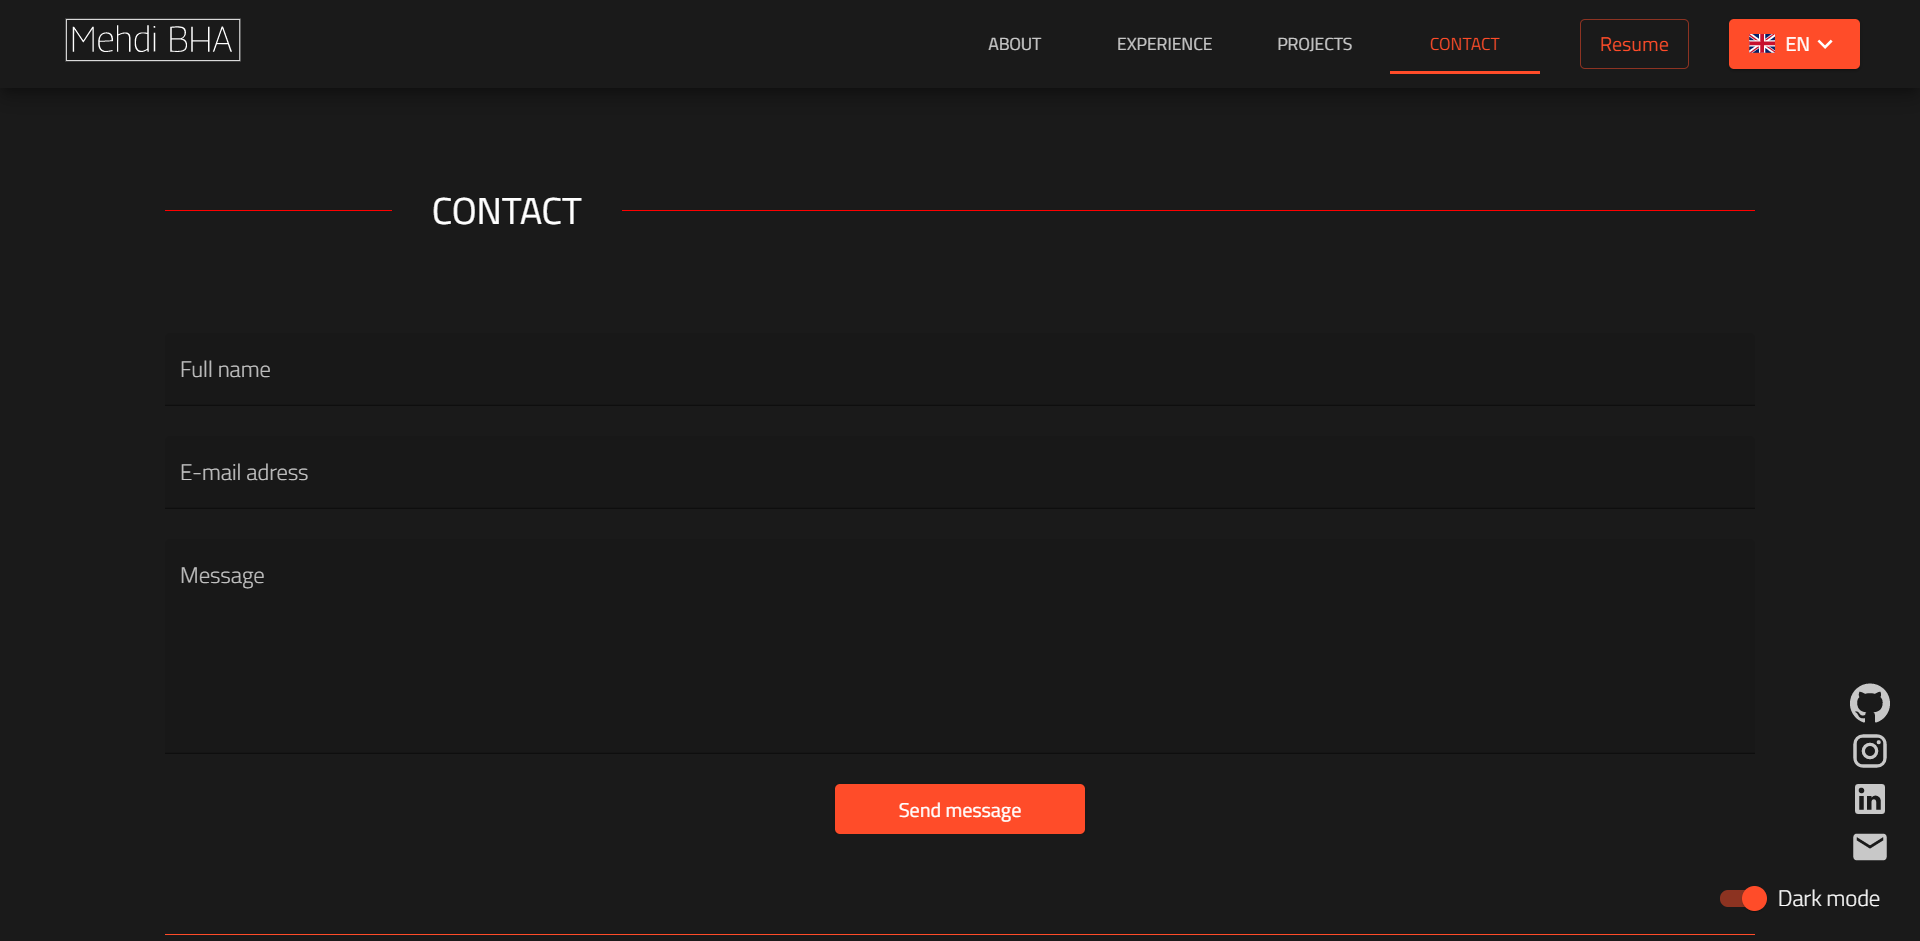 Mehdi BHA
ABOUT
EXPERIENCE
PROJECTS
CONTACT
Resume
EN
CONTACT
Full name
E-mail adress
Message
Send message
Dark mode